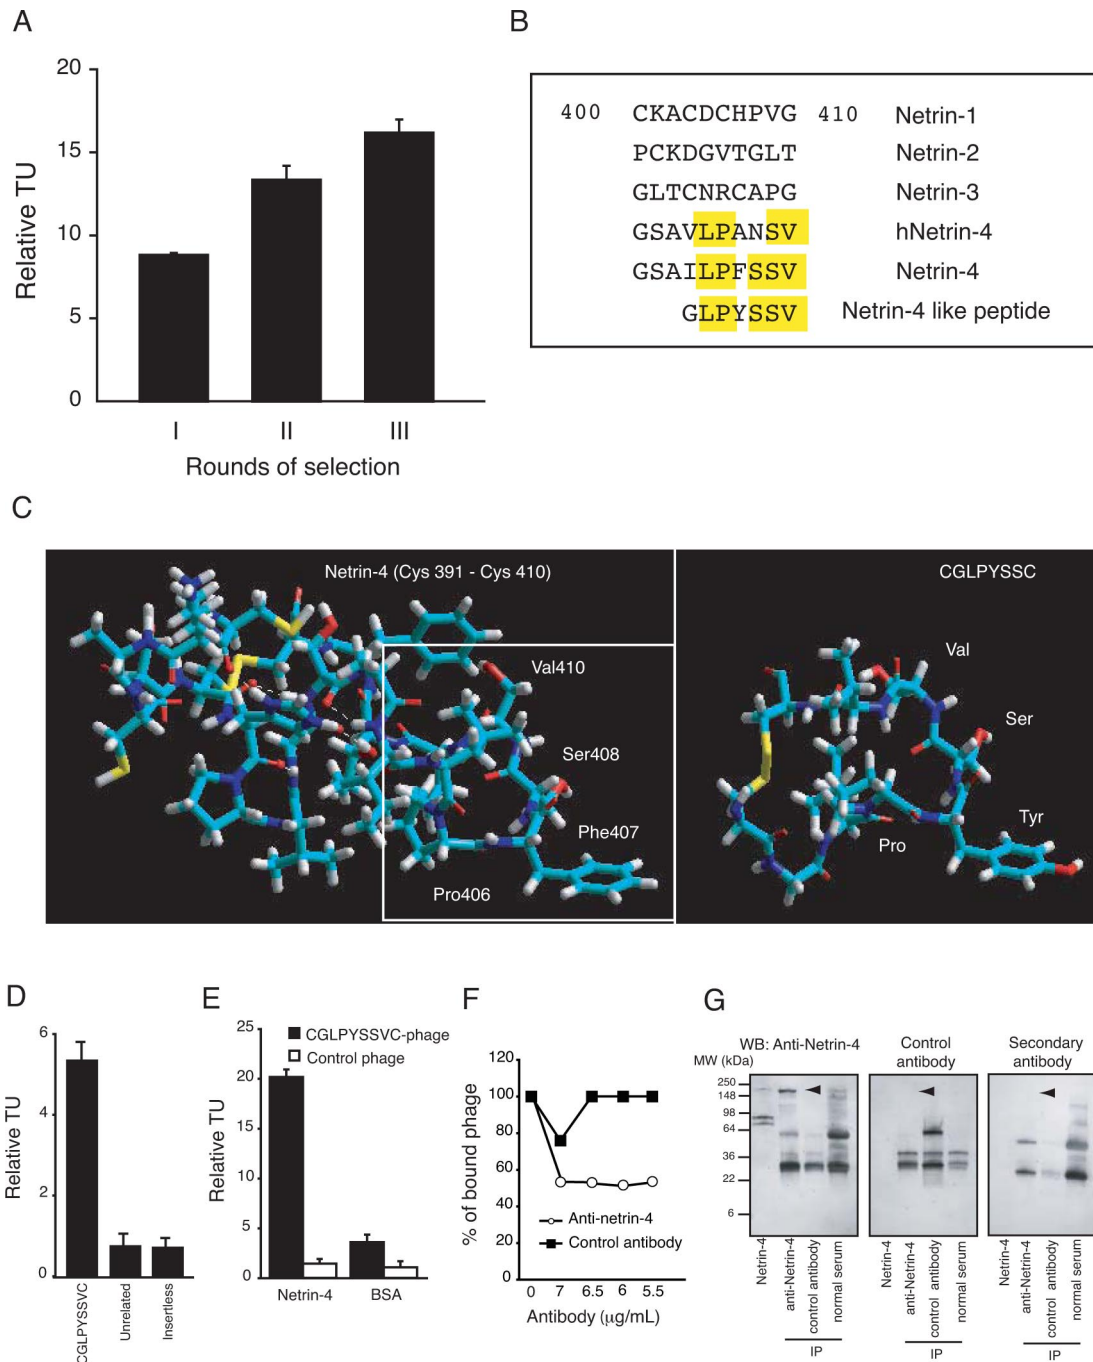 A
20
15
10
5
0
Relative TU
I II III
Rounds of selection
B
400 CKACDCHPVG 410 Netrin-1
PCKDGVTGLT Netrin-2
GLTCNRCAPG Netrin-3
GSAVLPANSV hNetrin-4
GSAILPFSSV Netrin-4
GLPYSSV Netrin-4 like peptide
C
Netrin-4 (Cys 391 - Cys 410)
Val410
Ser408
Phe407
Pro406
CGLPYSSC
Val
Ser
Tyr
Pro
D
6
4
2
0
Relative TU
CGLPYSSVC
Unrelated
Insertless
E
25
20
15
10
5
0
Relative TU
CGLPYSSVC-phage
Control phage
Netrin-4 BSA
F
120
100
80
60
40
20
0
% of bound phage
Anti-netrin-4
Control antibody
0 7 6.5 6 5.5
Antibody (µg/mL)
G
WB: Anti-Netrin-4
Control
antibody
Secondary
antibody
MW (kDa)
250
148
98
64
36
22
6
Netrin-4
anti-Netrin-4
control antibody
normal serum
IP
Netrin-4
anti-Netrin-4
control antibody
normal serum
IP
Netrin-4
anti-Netrin-4
control antibody
normal serum
IP